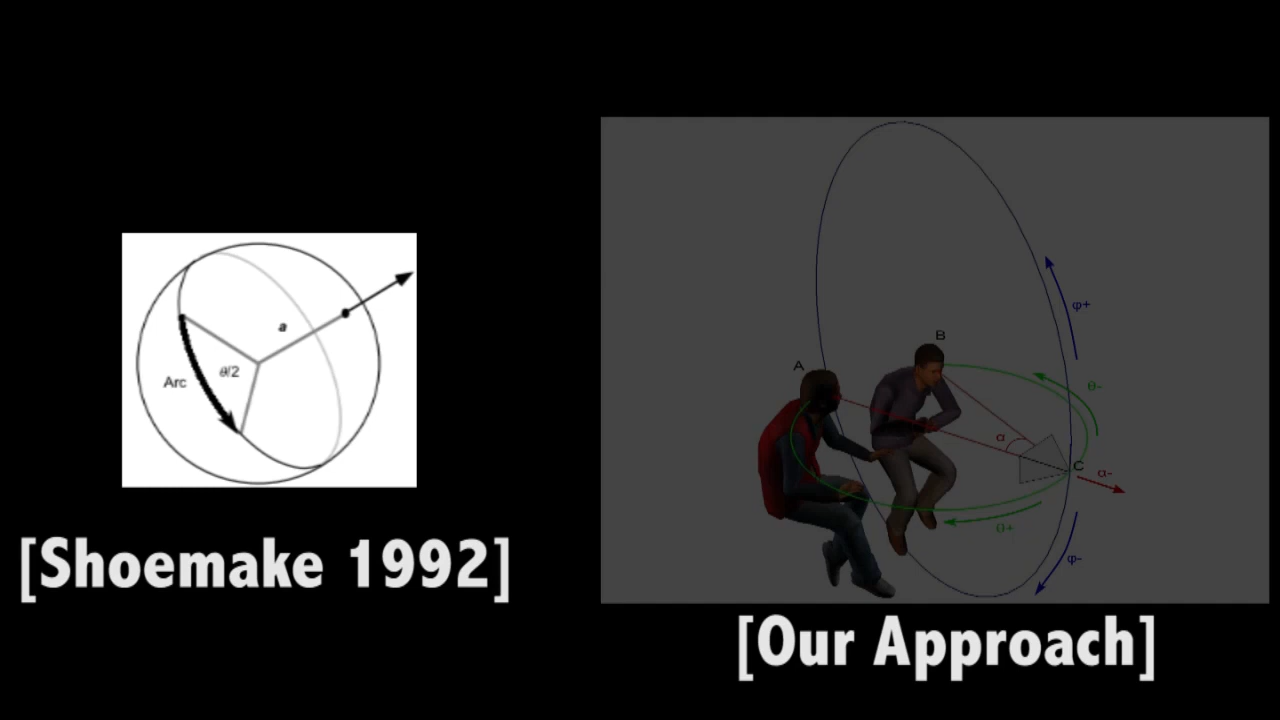 a
θ/2
Arc
[Shoemake 1992]
B
A
φ+
θ-
α
C
α-
θ+
φ-
[Our Approach]